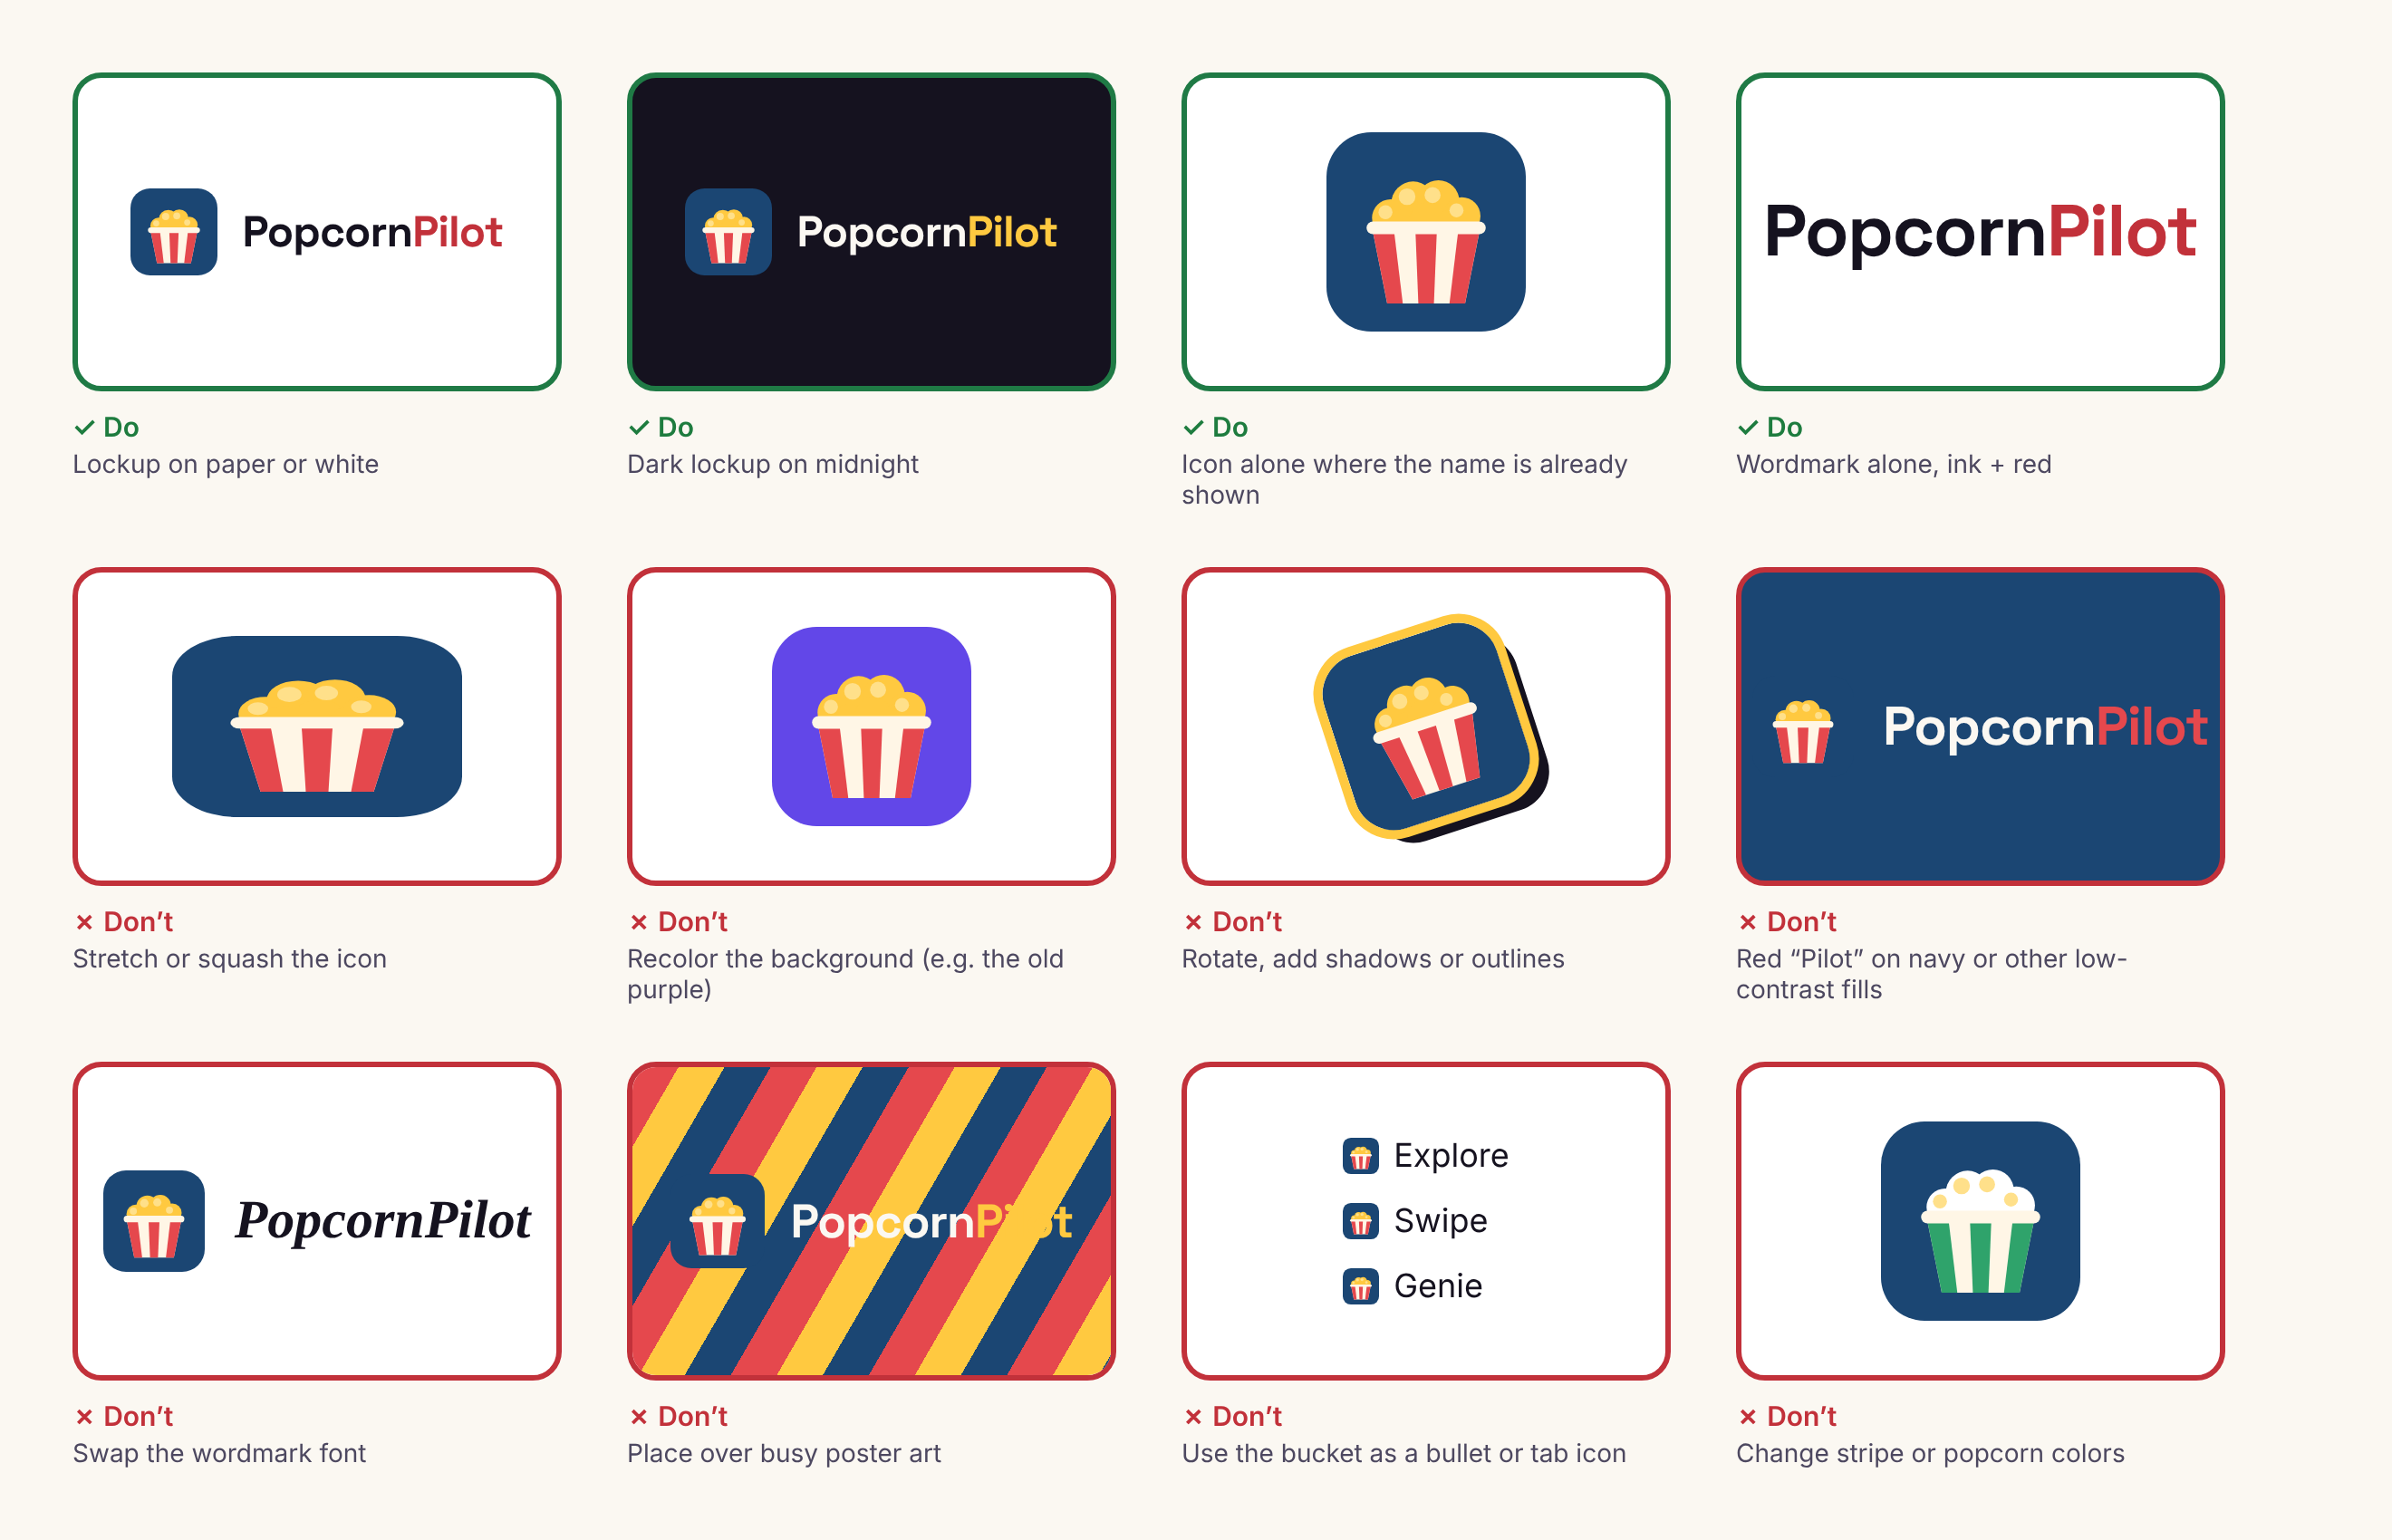 PopcornPilot
PopcornPilot
PopcornPilot
✓ Do
Lockup on paper or white
✓ Do
Dark lockup on midnight
✓ Do
Icon alone where the name is already
shown
✓ Do
Wordmark alone, ink + red
PopcornPilot
× Don’t
Stretch or squash the icon
× Don’t
Recolor the background (e.g. the old
purple)
× Don’t
Rotate, add shadows or outlines
× Don’t
Red “Pilot” on navy or other low-
contrast fills
PopcornPilot
PopcornPilot
Explore
Swipe
Genie
× Don’t
Swap the wordmark font
× Don’t
Place over busy poster art
× Don’t
Use the bucket as a bullet or tab icon
× Don’t
Change stripe or popcorn colors